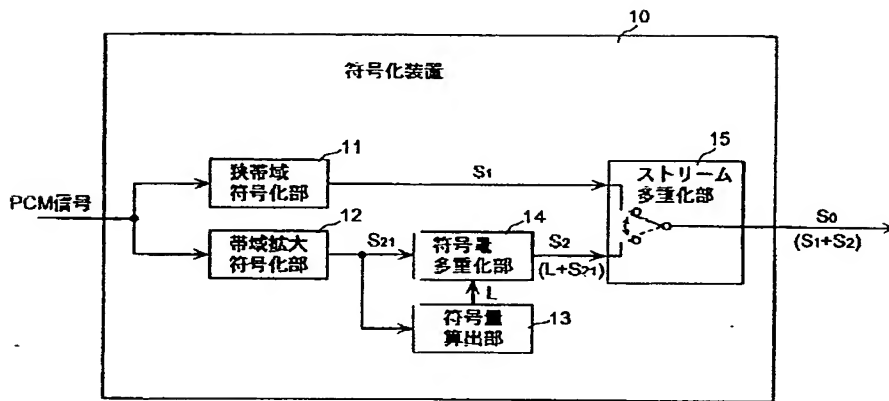 10
符号化装置
11
狭帯域
符号化部
S1
15
ストリーム
多重化部
PCM信号
12
帯域拡大
符号化部
S21
14
符号量
多重化部
S2
(L+S21)
S0
(S1+S2)
L
符号量
算出部
13